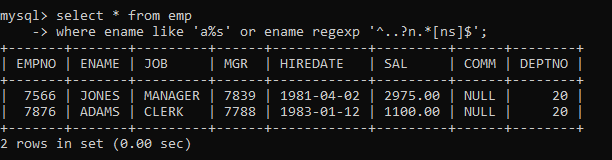 mysql> select * from emp
    -> where ename like 'a%s' or ename regexp '^..?n.*[ns]$';
+-------+-------+---------+------+------------+---------+------+--------+
| EMPNO | ENAME | JOB     | MGR  | HIREDATE   | SAL     | COMM | DEPTNO |
+-------+-------+---------+------+------------+---------+------+--------+
|  7566 | JONES | MANAGER | 7839 | 1981-04-02 | 2975.00 | NULL |     20 |
|  7876 | ADAMS | CLERK   | 7788 | 1983-01-12 | 1100.00 | NULL |     20 |
+-------+-------+---------+------+------------+---------+------+--------+
2 rows in set (0.00 sec)